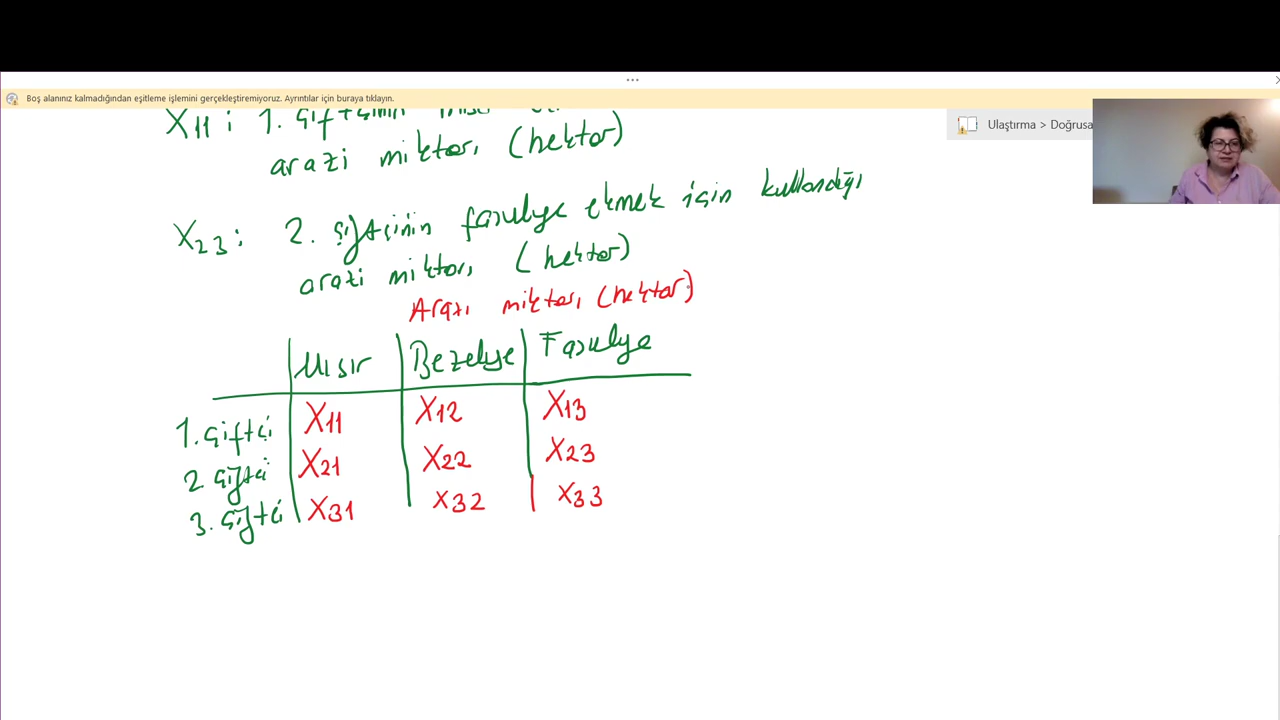 Boş alanınız kalmadığından eşitleme işlemini gerçekleştiremiyoruz. Ayrıntılar için buraya tıklayın.
Ulaştırma > Doğrusa
X11: 1. çiftçinin
arazi miktarı (hektar)
X23: 2. çiftçinin fasulye ekmek için kullandığı
arazi miktarı (hektar)
Arazi miktarı (hektar)
Mısır Bezelye Fasulye
1. çiftçi X11 X12 X13
2 çiftçi X21 X22 X23
3. çiftçi X31 X32 X33